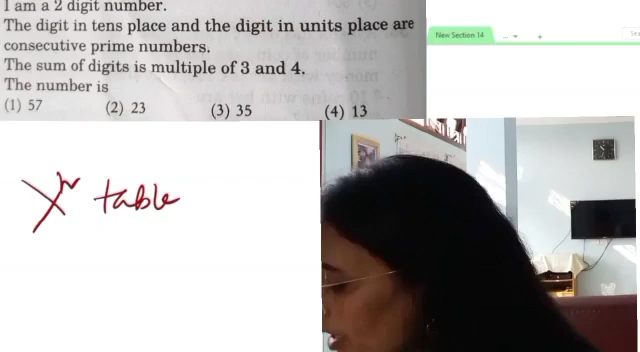 I am a 2 digit number.
The digit in tens place and the digit in units place are
consecutive prime numbers.
The sum of digits is multiple of 3 and 4.
The number is
(1) 57 (2) 23 (3) 35 (4) 13
New Section 14
table